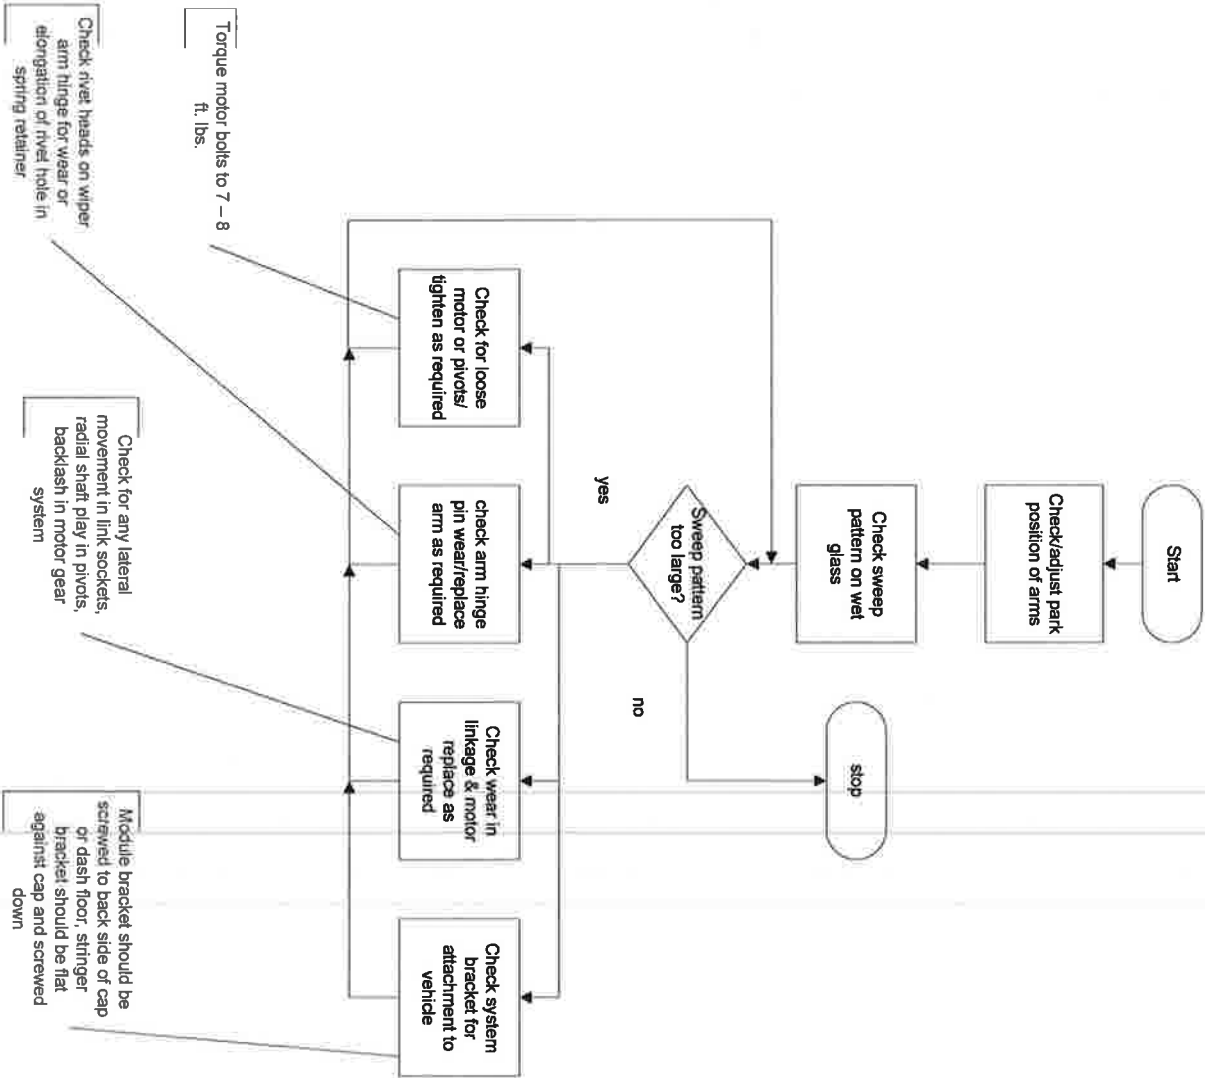 Start
Check/adjust park
position of arms
Check sweep
pattern on wet
glass
Sweep pattern
too large?
stop
yes
no
Check for loose
motor or pivots/
tighten as required
check arm hinge
pin wear/replace
arm as required
Check wear in
linkage & motor
replace as
required
Check system
bracket for
attachment to
vehicle
Torque motor bolts to 7 – 8
ft. lbs.
Check rivet heads on wiper
arm hinge for wear or
elongation of rivet hole in
spring retainer
Check for any lateral
movement in link sockets,
radial shaft play in pivots,
backlash in motor gear
system
Module bracket should be
screwed to back side of cap
or dash floor, stringer
bracket should be flat
against cap and screwed
down